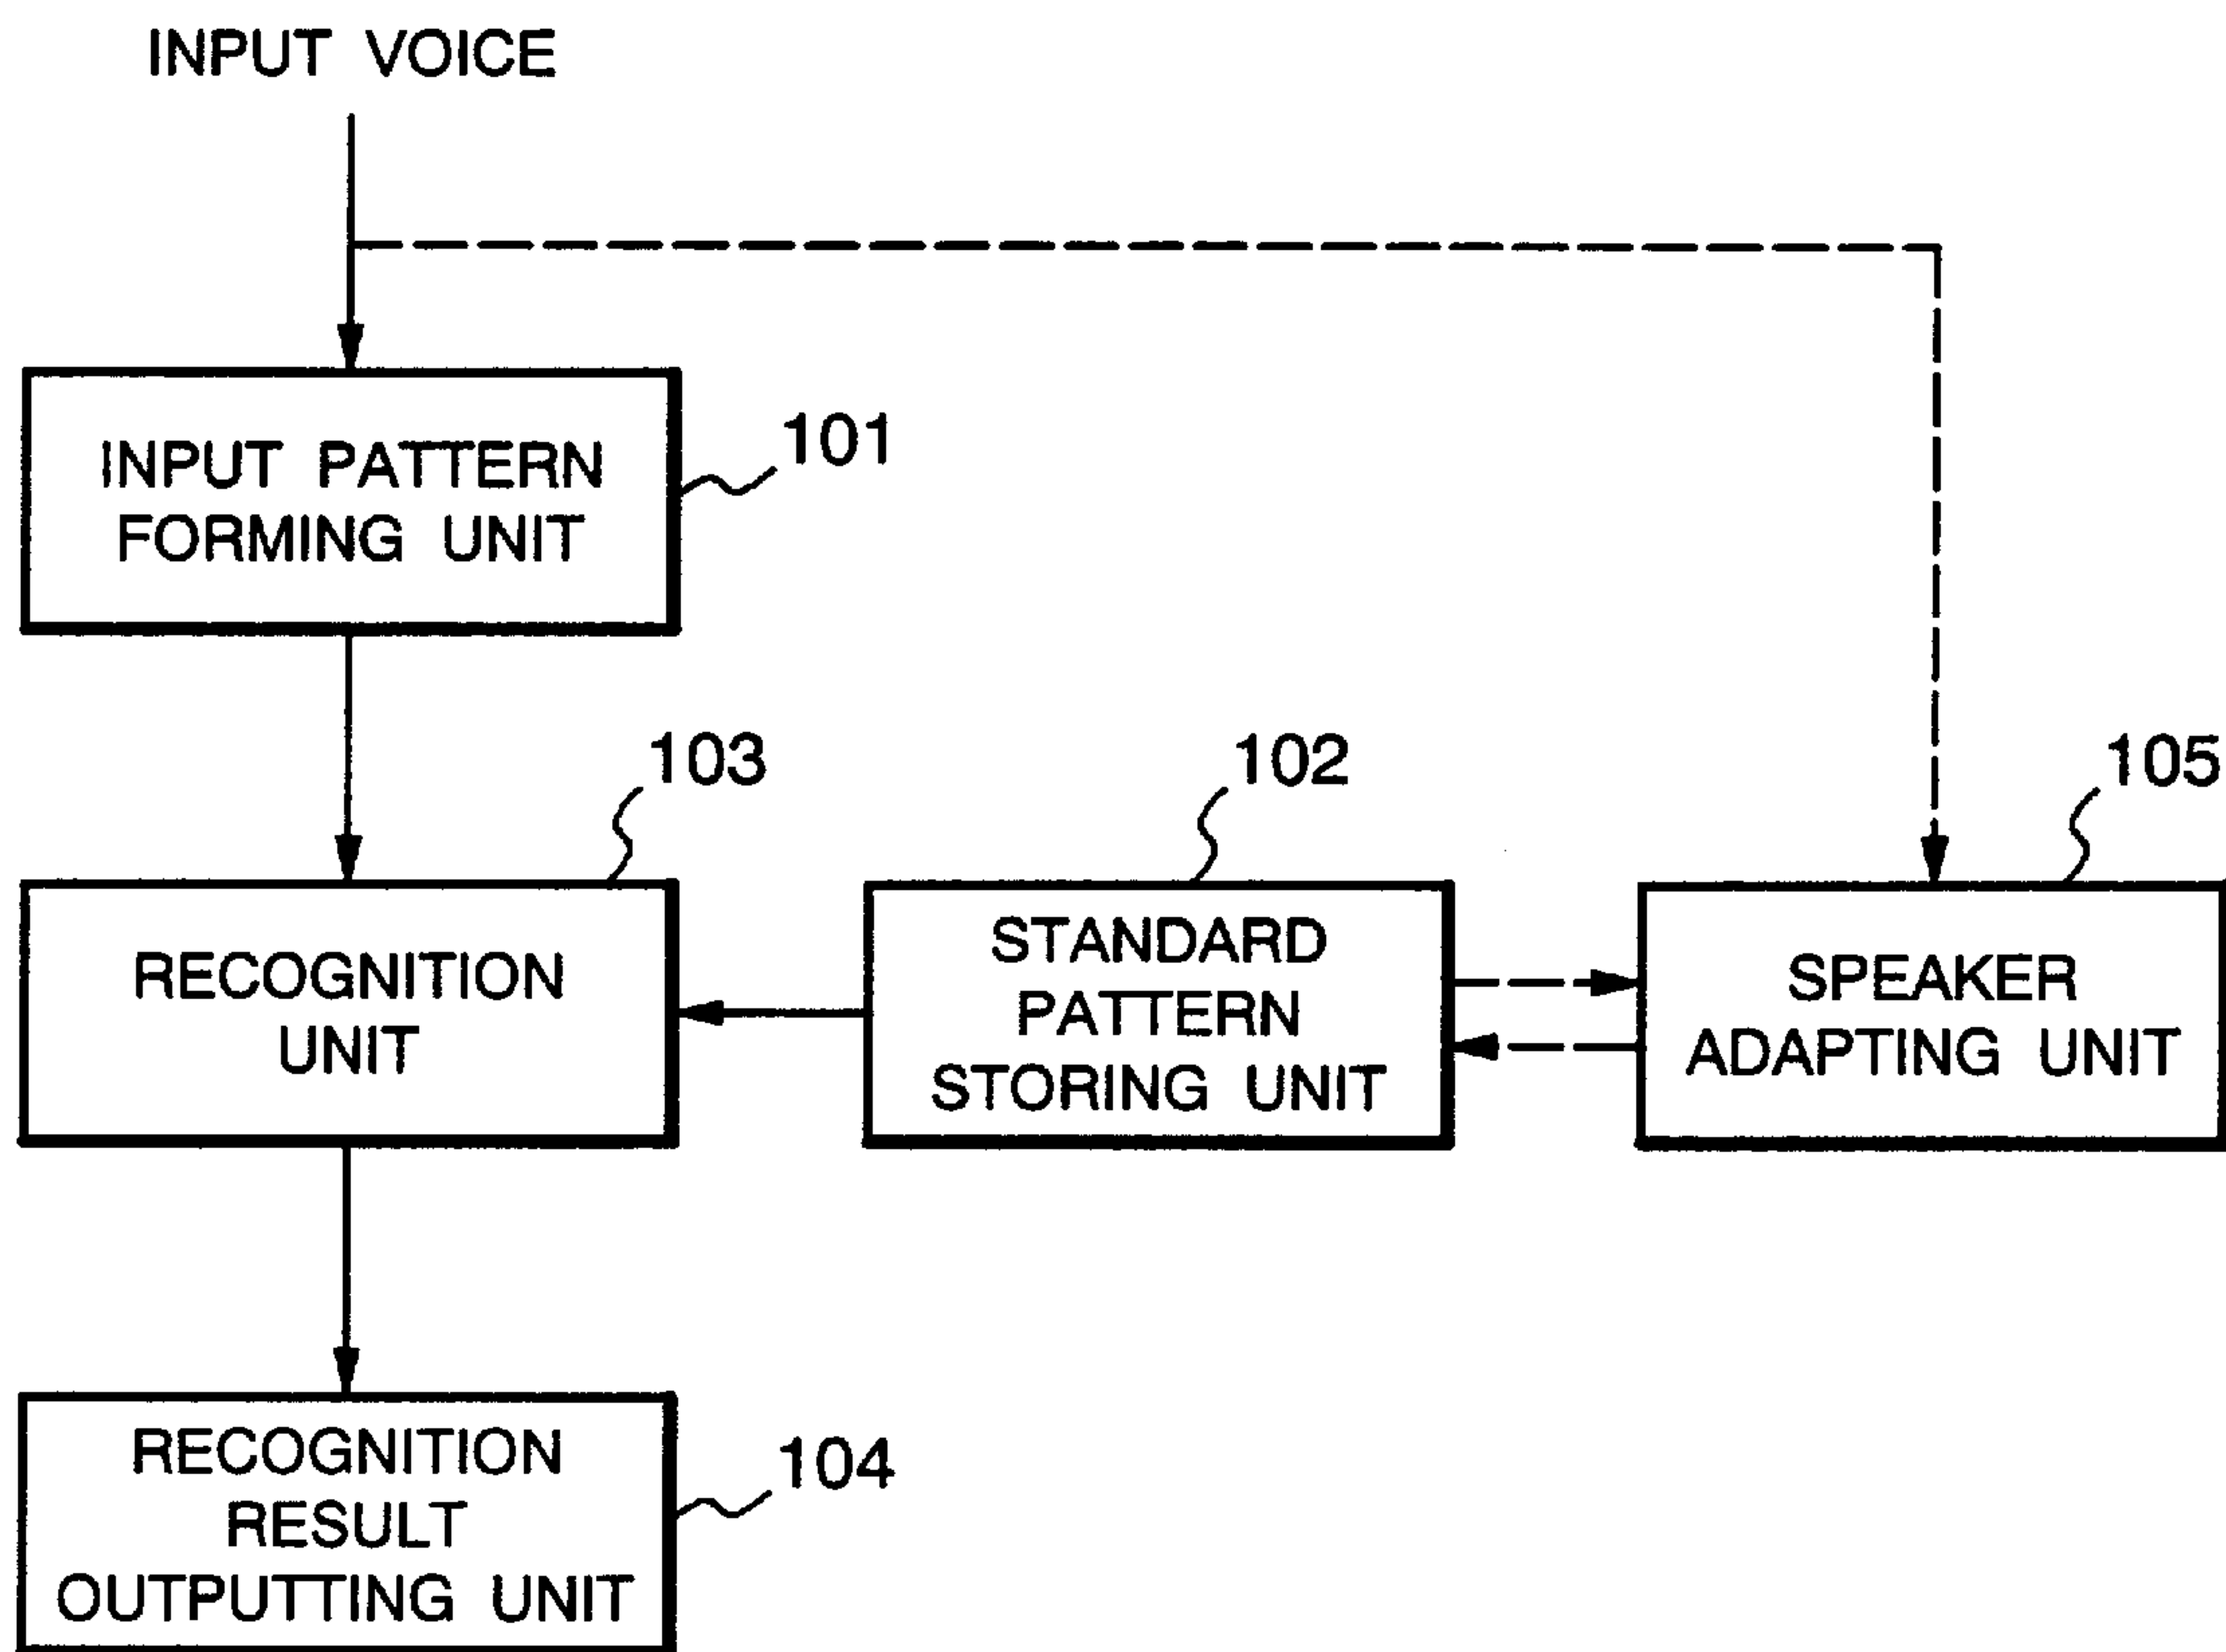 INPUT VOICE
INPUT PATTERN
FORMING UNIT
101
103
102
105
RECOGNITION
UNIT
STANDARD
PATTERN
STORING UNIT
SPEAKER
ADAPTING UNIT
RECOGNITION
RESULT
OUTPUTTING UNIT
104